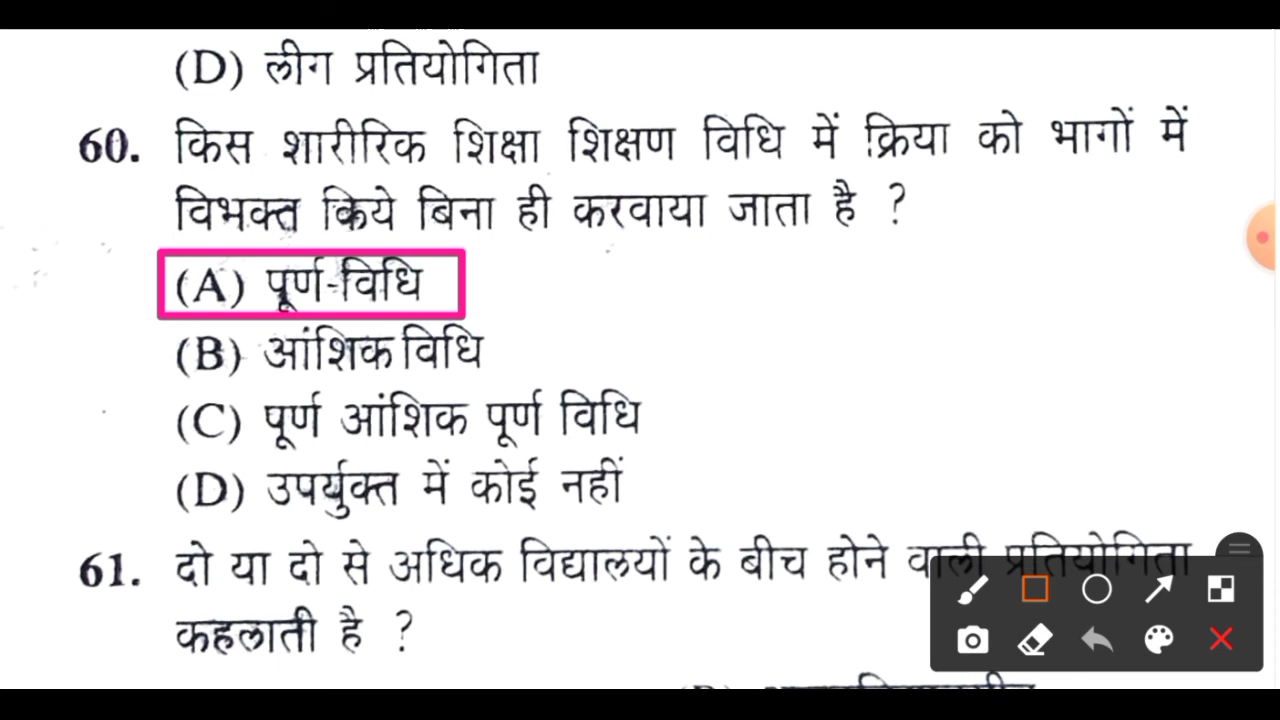 (D) लीग प्रतियोगिता
60. किस शारीरिक शिक्षा शिक्षण विधि में क्रिया को भागों में
विभक्त किये बिना ही करवाया जाता है ?
(A) पूर्ण-विधि
(B) आंशिक विधि
(C) पूर्ण आंशिक पूर्ण विधि
(D) उपर्युक्त में कोई नहीं
61. दो या दो से अधिक विद्यालयों के बीच होने वाली प्रतियोगिता
कहलाती है ?